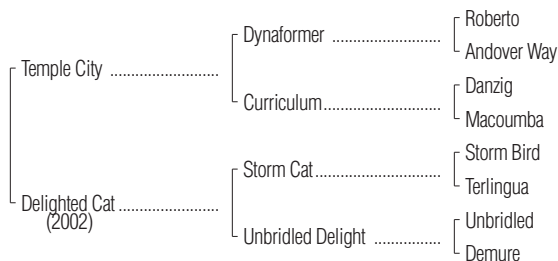 Roberto
Dynaformer
Andover Way
Temple City
Danzig
Curriculum
Macoumba
Storm Bird
Storm Cat
Terlingua
Delighted Cat
(2002)
Unbridled
Unbridled Delight
Demure